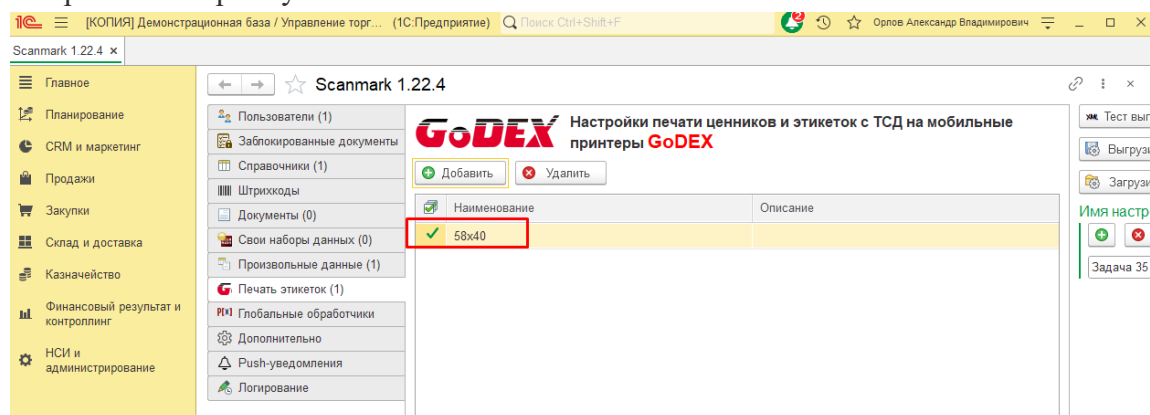 [КОПИЯ] Демонстрационная база / Управление торг... (1С:Предприятие)
Поиск Ctrl+Shift+F
2
Орлов Александр Владимирович
Scanmark 1.22.4 ×
Главное
Планирование
CRM и маркетинг
Продажи
Закупки
Склад и доставка
Казначейство
Финансовый результат и
контроллинг
НСИ и
администрирование
Scanmark 1.22.4
Пользователи (1)
Заблокированные документы
Справочники (1)
Штрихкоды
Документы (0)
Свои наборы данных (0)
Произвольные данные (1)
Печать этикеток (1)
Глобальные обработчики
Дополнительно
Push-уведомления
Логирование
GoDEX
Настройки печати ценников и этикеток с ТСД на мобильные
принтеры GoDEX
Добавить
Удалить
Наименование
Описание
58x40
Тест выг
Выгрузи
Загрузи
Имя настр
Задача 35